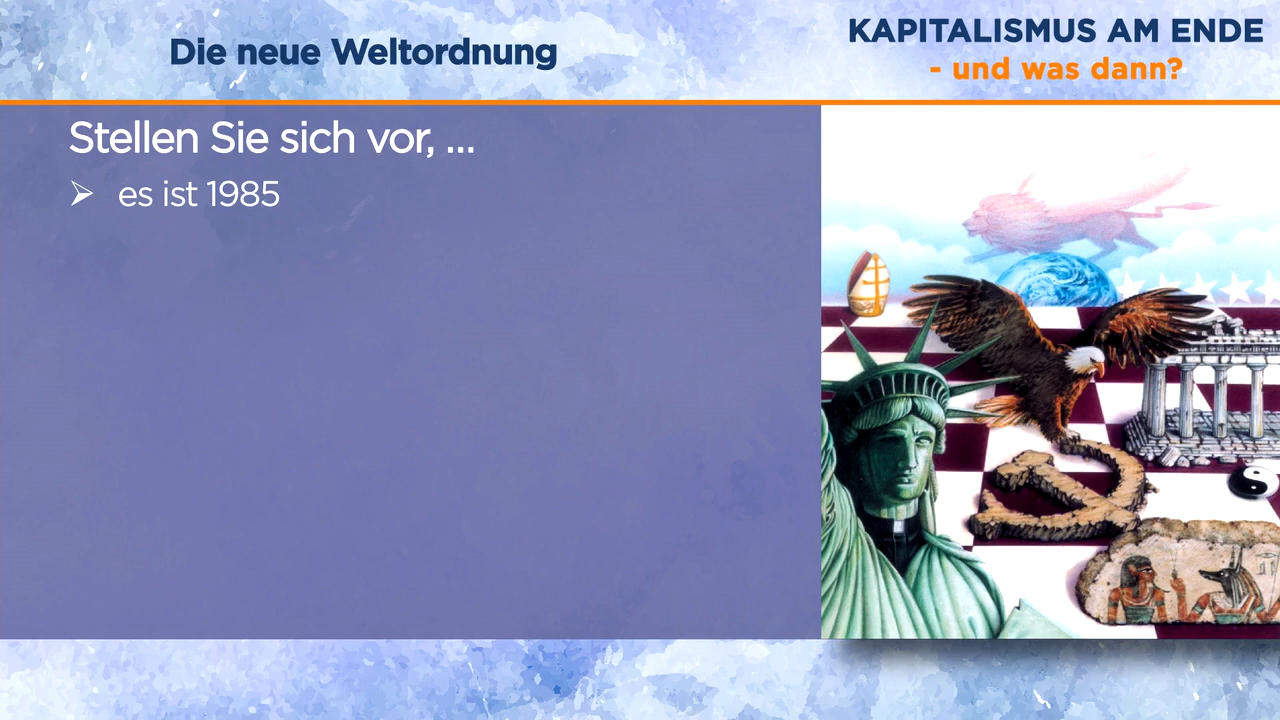 Die neue Weltordnung
KAPITALISMUS AM ENDE
- und was dann?
Stellen Sie sich vor, ...
➢ es ist 1985